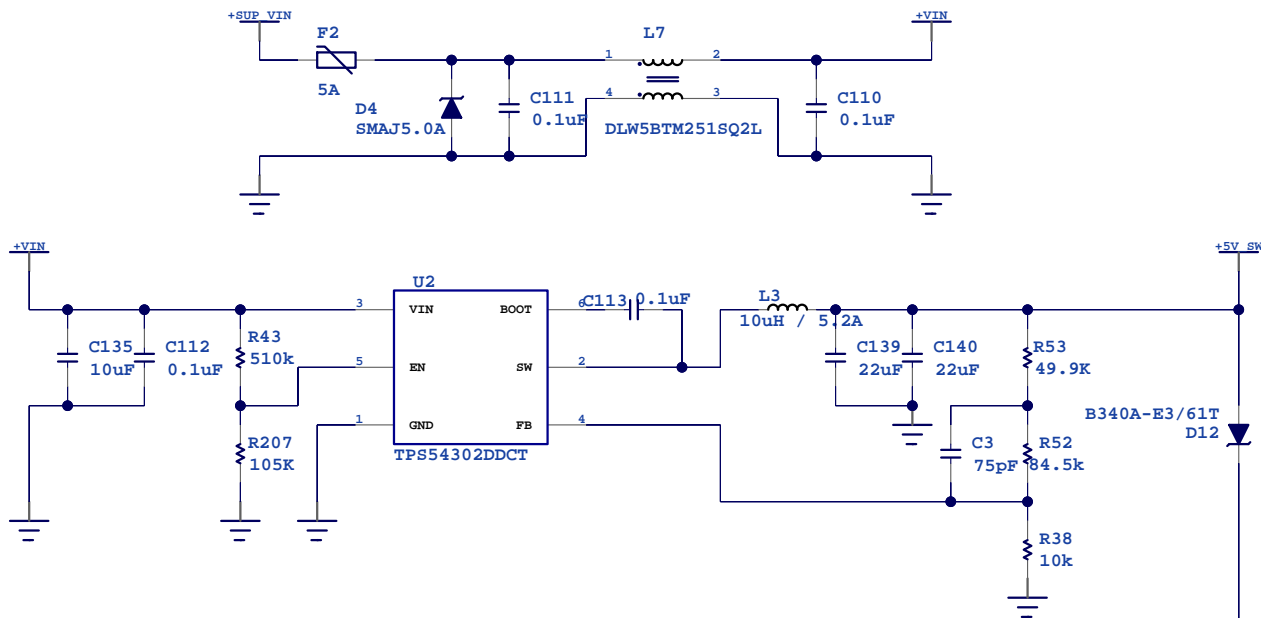 +SUP_VIN
+VIN
F2
L7
1
2
5A
D4
SMAJ5.0A
C111
0.1uF
4
3
DLW5BTM251SQ2L
C110
0.1uF
+VIN
+5V_SW
U2
3
VIN
BOOT
6
C113
0.1uF
L3
10uH / 5.2A
C135
10uF
C112
0.1uF
R43
510k
5
EN
SW
2
C139
22uF
C140
22uF
R53
49.9K
1
GND
FB
4
TPS54302DDCT
R207
105K
B340A-E3/61T
D12
C3
75pF
R52
84.5k
R38
10k